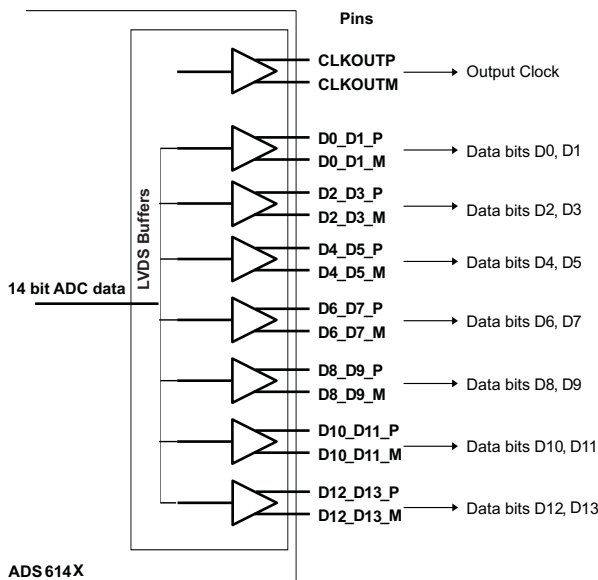 Pins
CLKOUTP
CLKOUTM
Output Clock
D0_D1_P
D0_D1_M
Data bits D0, D1
D2_D3_P
D2_D3_M
Data bits D2, D3
D4_D5_P
D4_D5_M
Data bits D4, D5
LVDS Buffers
14 bit ADC data
D6_D7_P
D6_D7_M
Data bits D6, D7
D8_D9_P
D8_D9_M
Data bits D8, D9
D10_D11_P
D10_D11_M
Data bits D10, D11
D12_D13_P
D12_D13_M
Data bits D12, D13
ADS614X